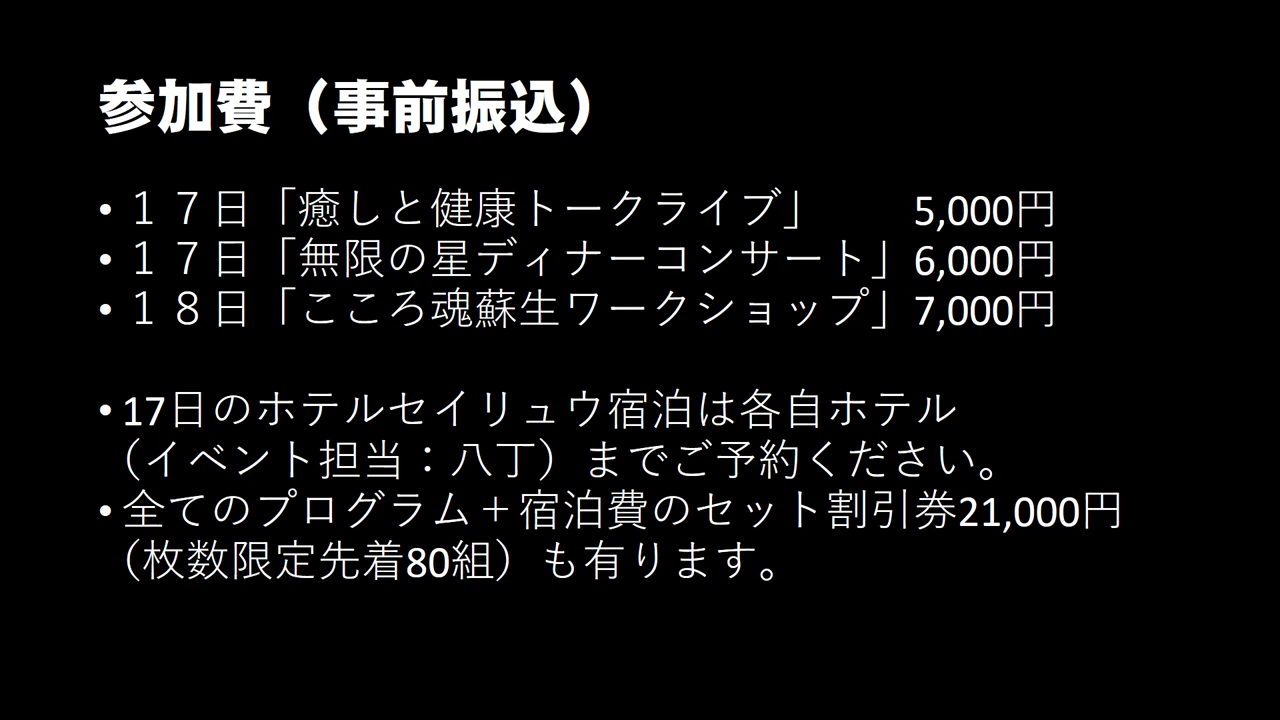 参加費（事前振込）
• １７日「癒しと健康トークライブ」　　5,000円
• １７日「無限の星ディナーコンサート」6,000円
• １８日「こころ魂蘇生ワークショップ」7,000円
• 17日のホテルセイリュウ宿泊は各自ホテル
（イベント担当：八丁）までご予約ください。
• 全てのプログラム＋宿泊費のセット割引券21,000円
（枚数限定先着80組）も有ります。